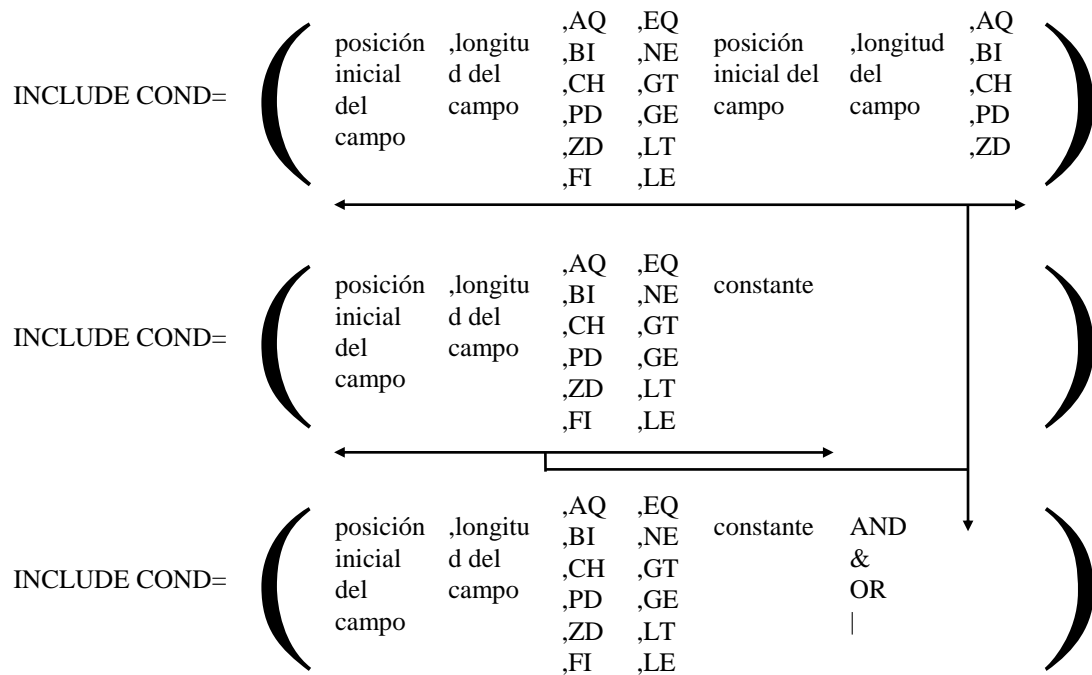 INCLUDE COND=
posición
inicial
del
campo
,longitu
d del
campo
,AQ
,BI
,CH
,PD
,ZD
,FI
,EQ
,NE
,GT
,GE
,LT
,LE
posición
inicial del
campo
,longitud
del
campo
,AQ
,BI
,CH
,PD
,ZD
INCLUDE COND=
posición
inicial
del
campo
,longitu
d del
campo
,AQ
,BI
,CH
,PD
,ZD
,FI
,EQ
,NE
,GT
,GE
,LT
,LE
constante
INCLUDE COND=
posición
inicial
del
campo
,longitu
d del
campo
,AQ
,BI
,CH
,PD
,ZD
,FI
,EQ
,NE
,GT
,GE
,LT
,LE
constante
AND
&
OR
|